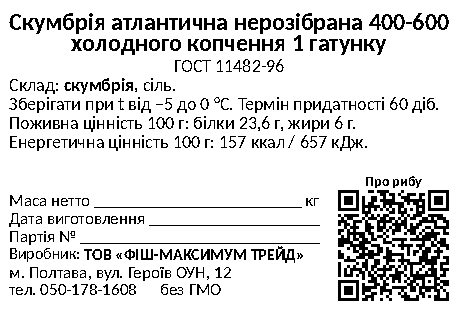 Скумбрія атлантична нерозібрана 400-600
холодного копчення 1 гатунку
ГОСТ 11482-96
Склад: скумбрія, сіль.
Зберігати при t від −5 до 0 °С. Термін придатності 60 діб.
Поживна цінність 100 г: білки 23,6 г, жири 6 г.
Енергетична цінність 100 г: 157 ккал / 657 кДж.
Про рибу
Маса нетто ________________________ кг
Дата виготовлення ____________________
Партія № ____________________________
Виробник: ТОВ «ФІШ-МАКСИМУМ ТРЕЙД»
м. Полтава, вул. Героїв ОУН, 12
тел. 050-178-1608 без ГМО